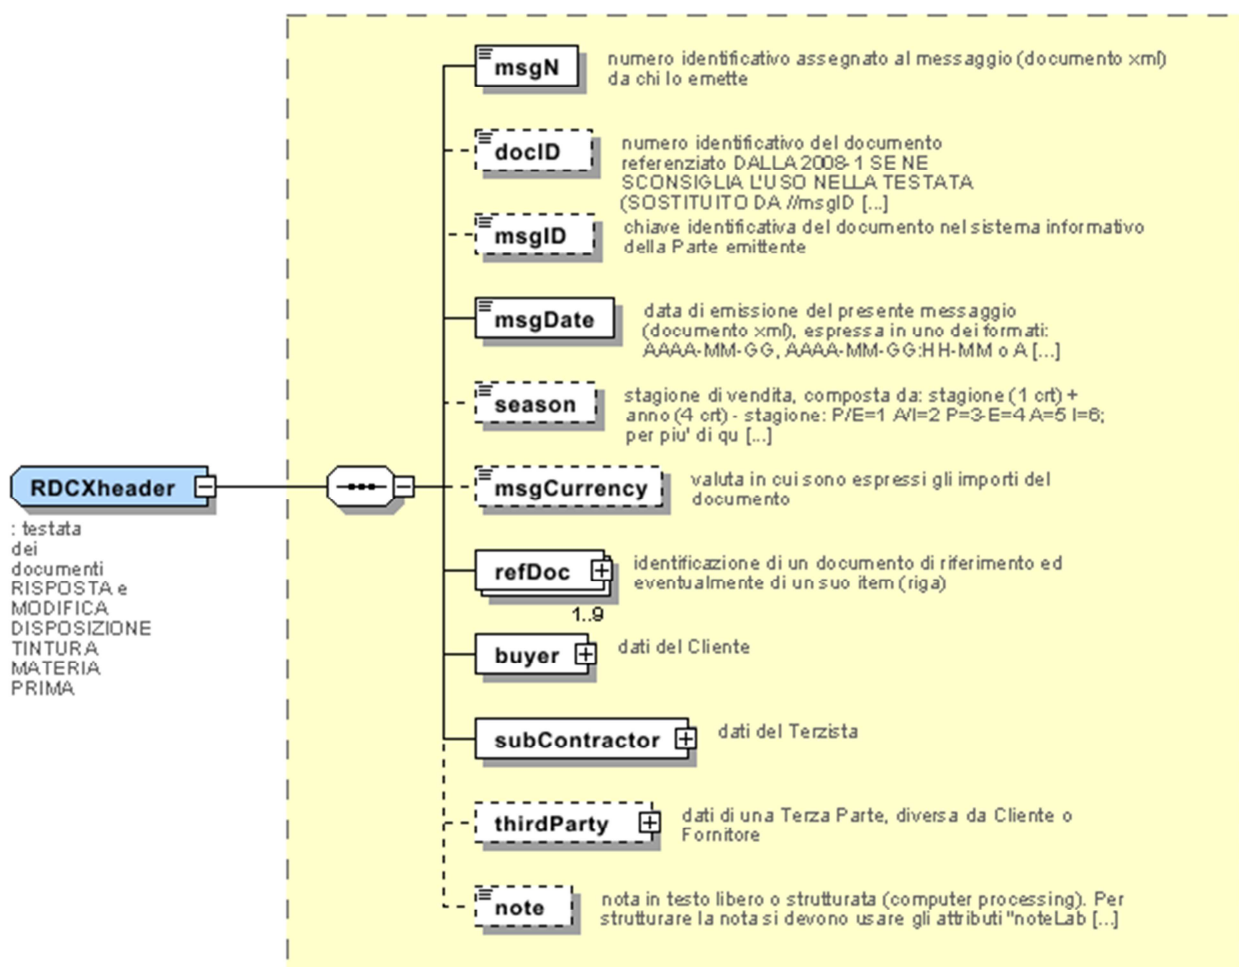 msgN
numero identificativo assegnato al messaggio (documento xml)
da chi lo emette
docID
numero identificativo del documento
referenziato DALLA 2008-1 SE NE
SCONSIGLIA L'USO NELLA TESTATA
(SOSTITUITO DA //msgID [...]
msgID
chiave identificativa del documento nel sistema informativo
della Parte emittente
msgDate
data di emissione del presente messaggio
(documento xml), espressa in uno dei formati:
AAAA-MM-GG, AAAA-MM-GG:HH-MM o A [...]
season
stagione di vendita, composta da: stagione (1 crt) +
anno (4 crt) - stagione: P/E=1 A/I=2 P=3-E=4 A=5 I=6;
per piu' di qu [...]
RDCXheader
: testata
dei
documenti
RISPOSTA e
MODIFICA
DISPOSIZIONE
TINTURA
MATERIA
PRIMA
msgCurrency
valuta in cui sono espressi gli importi del
documento
refDoc
1..9
identificazione di un documento di riferimento ed
eventualmente di un suo item (riga)
buyer
dati del Cliente
subContractor
dati del Terzista
thirdParty
dati di una Terza Parte, diversa da Cliente o
Fornitore
note
nota in testo libero o strutturata (computer processing). Per
strutturare la nota si devono usare gli attributi "noteLab [...]